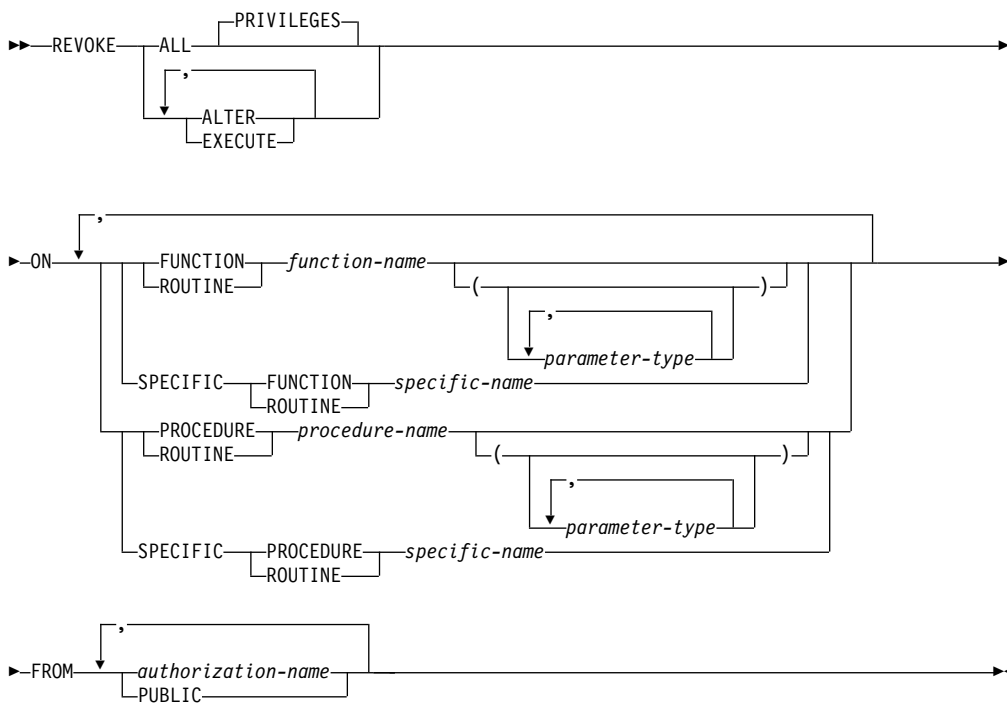 PRIVILEGES
REVOKE ALL
,
ALTER
EXECUTE
,
ON FUNCTION function-name ( )
ROUTINE
,
parameter-type
SPECIFIC FUNCTION specific-name
ROUTINE
PROCEDURE procedure-name ( )
ROUTINE
,
parameter-type
SPECIFIC PROCEDURE specific-name
ROUTINE
,
FROM authorization-name
PUBLIC